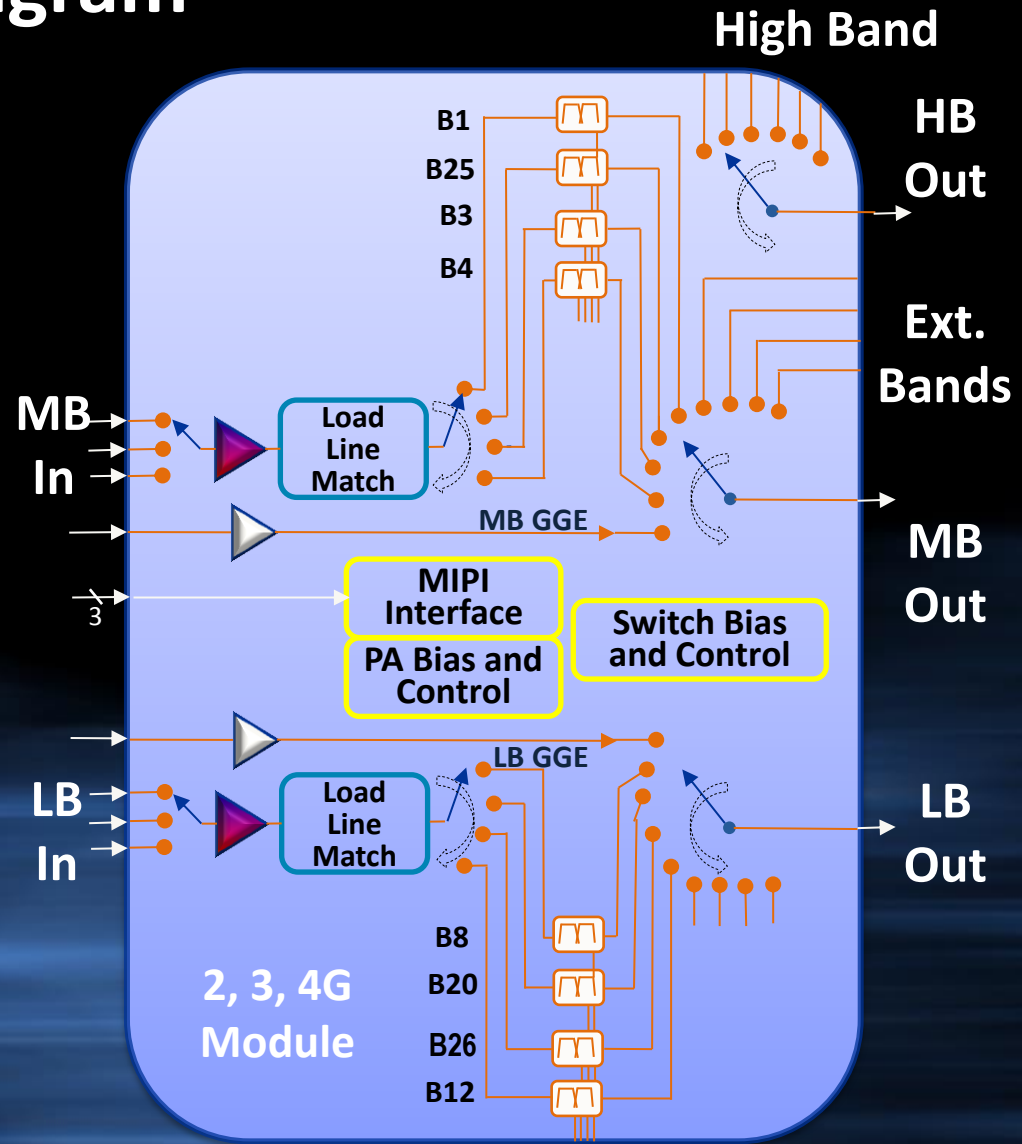 High Band
HB
Out
B1
B25
B3
B4
Ext.
Bands
MB
In
Load
Line
Match
MB GGE
MB
Out
3
MIPI
Interface
Switch Bias
and Control
PA Bias and
Control
LB GGE
LB
In
Load
Line
Match
LB
Out
B8
B20
B26
B12
2, 3, 4G
Module